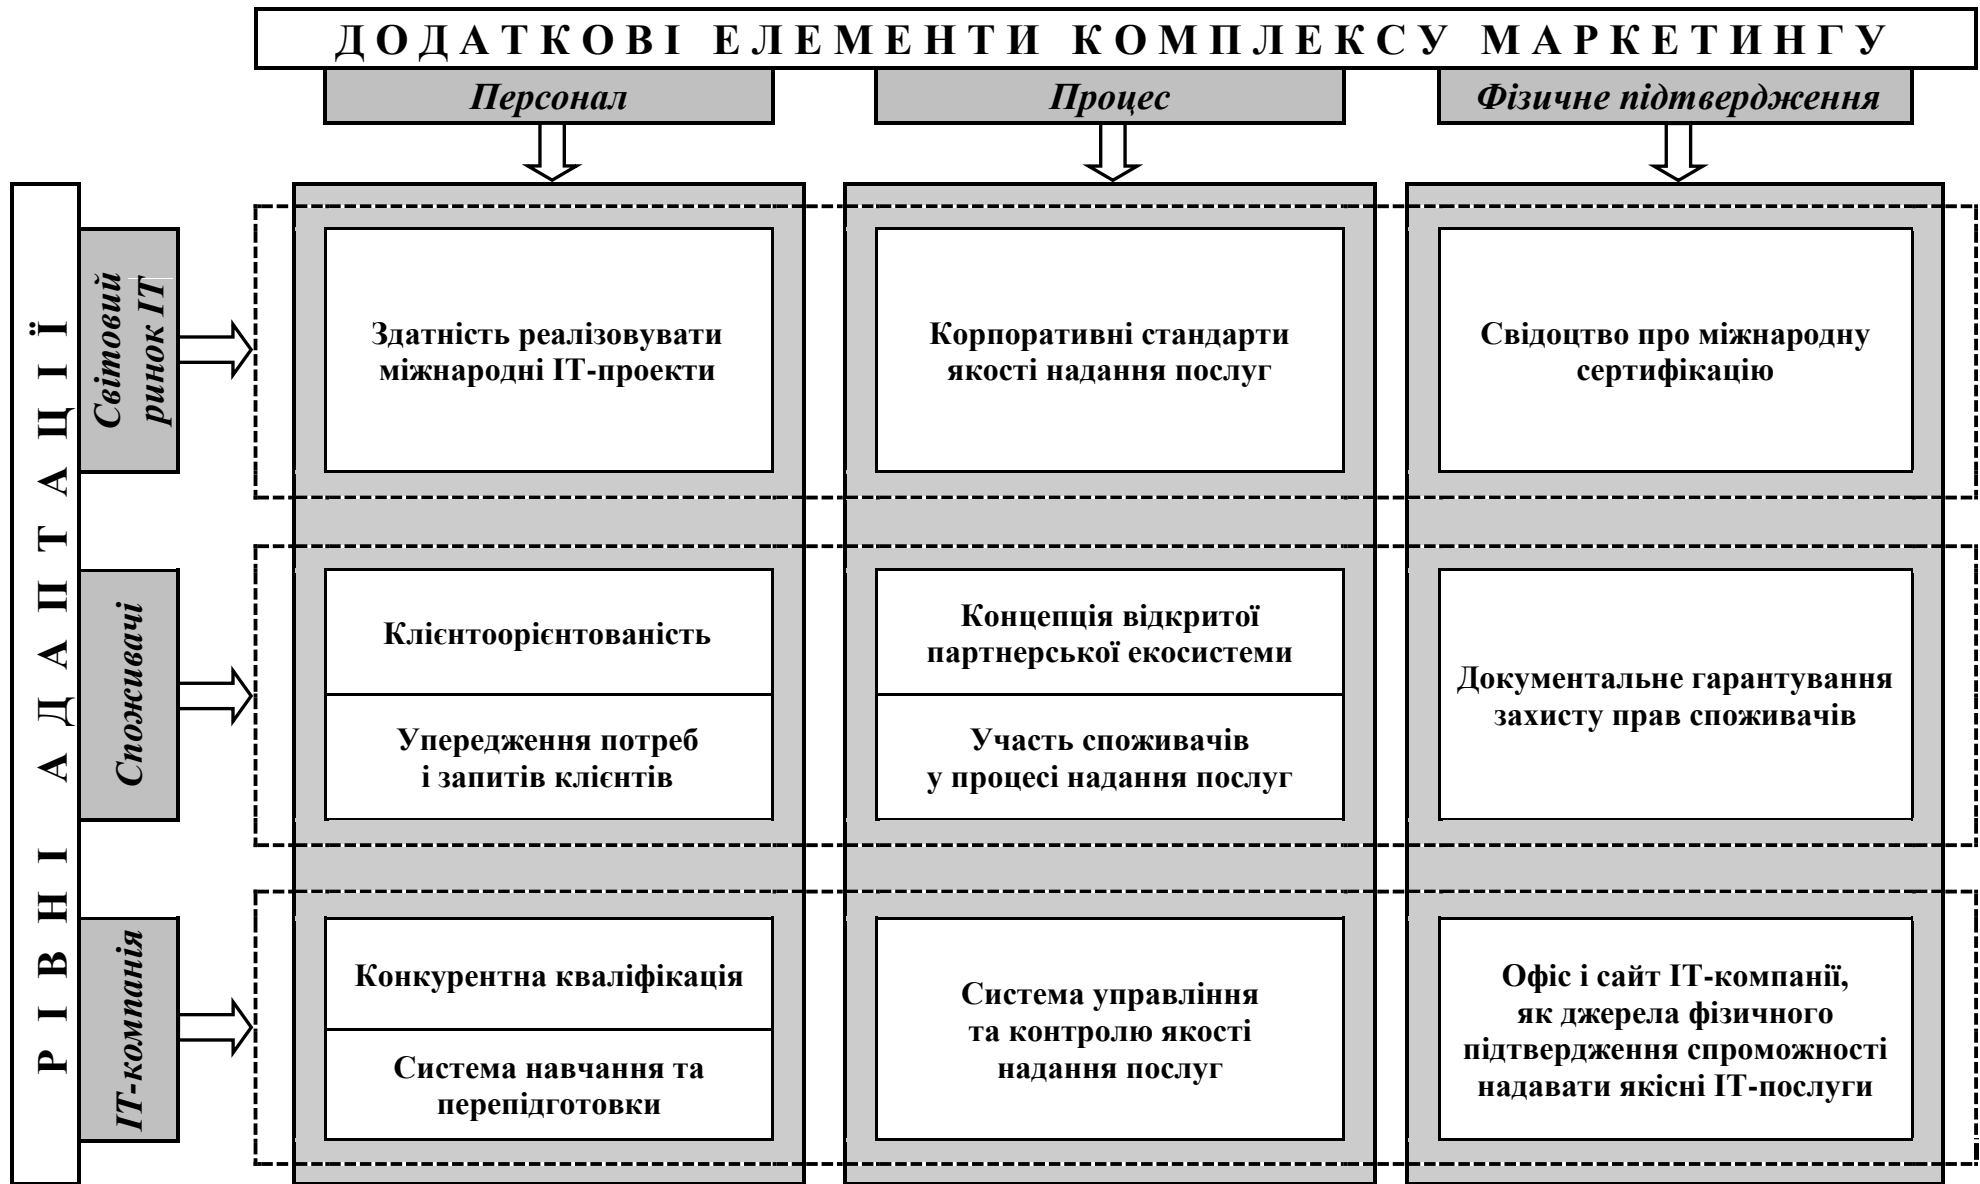 ДОДАТКОВІ ЕЛЕМЕНТИ КОМПЛЕКСУ МАРКЕТИНГУ
Персонал
Процес
Фізичне підтвердження
РІВНІ АДАПТАЦІЇ
Світовий
ринок ІТ
Здатність реалізовувати
міжнародні ІТ-проекти
Корпоративні стандарти
якості надання послуг
Свідоцтво про міжнародну
сертифікацію
Споживачі
Клієнтоорієнтованість
Упередження потреб
і запитів клієнтів
Концепція відкритої
партнерської екосистеми
Участь споживачів
у процесі надання послуг
Документальне гарантування
захисту прав споживачів
ІТ-компанія
Конкурентна кваліфікація
Система навчання та
перепідготовки
Система управління
та контролю якості
надання послуг
Офіс і сайт ІТ-компанії,
як джерела фізичного
підтвердження спроможності
надавати якісні ІТ-послуги